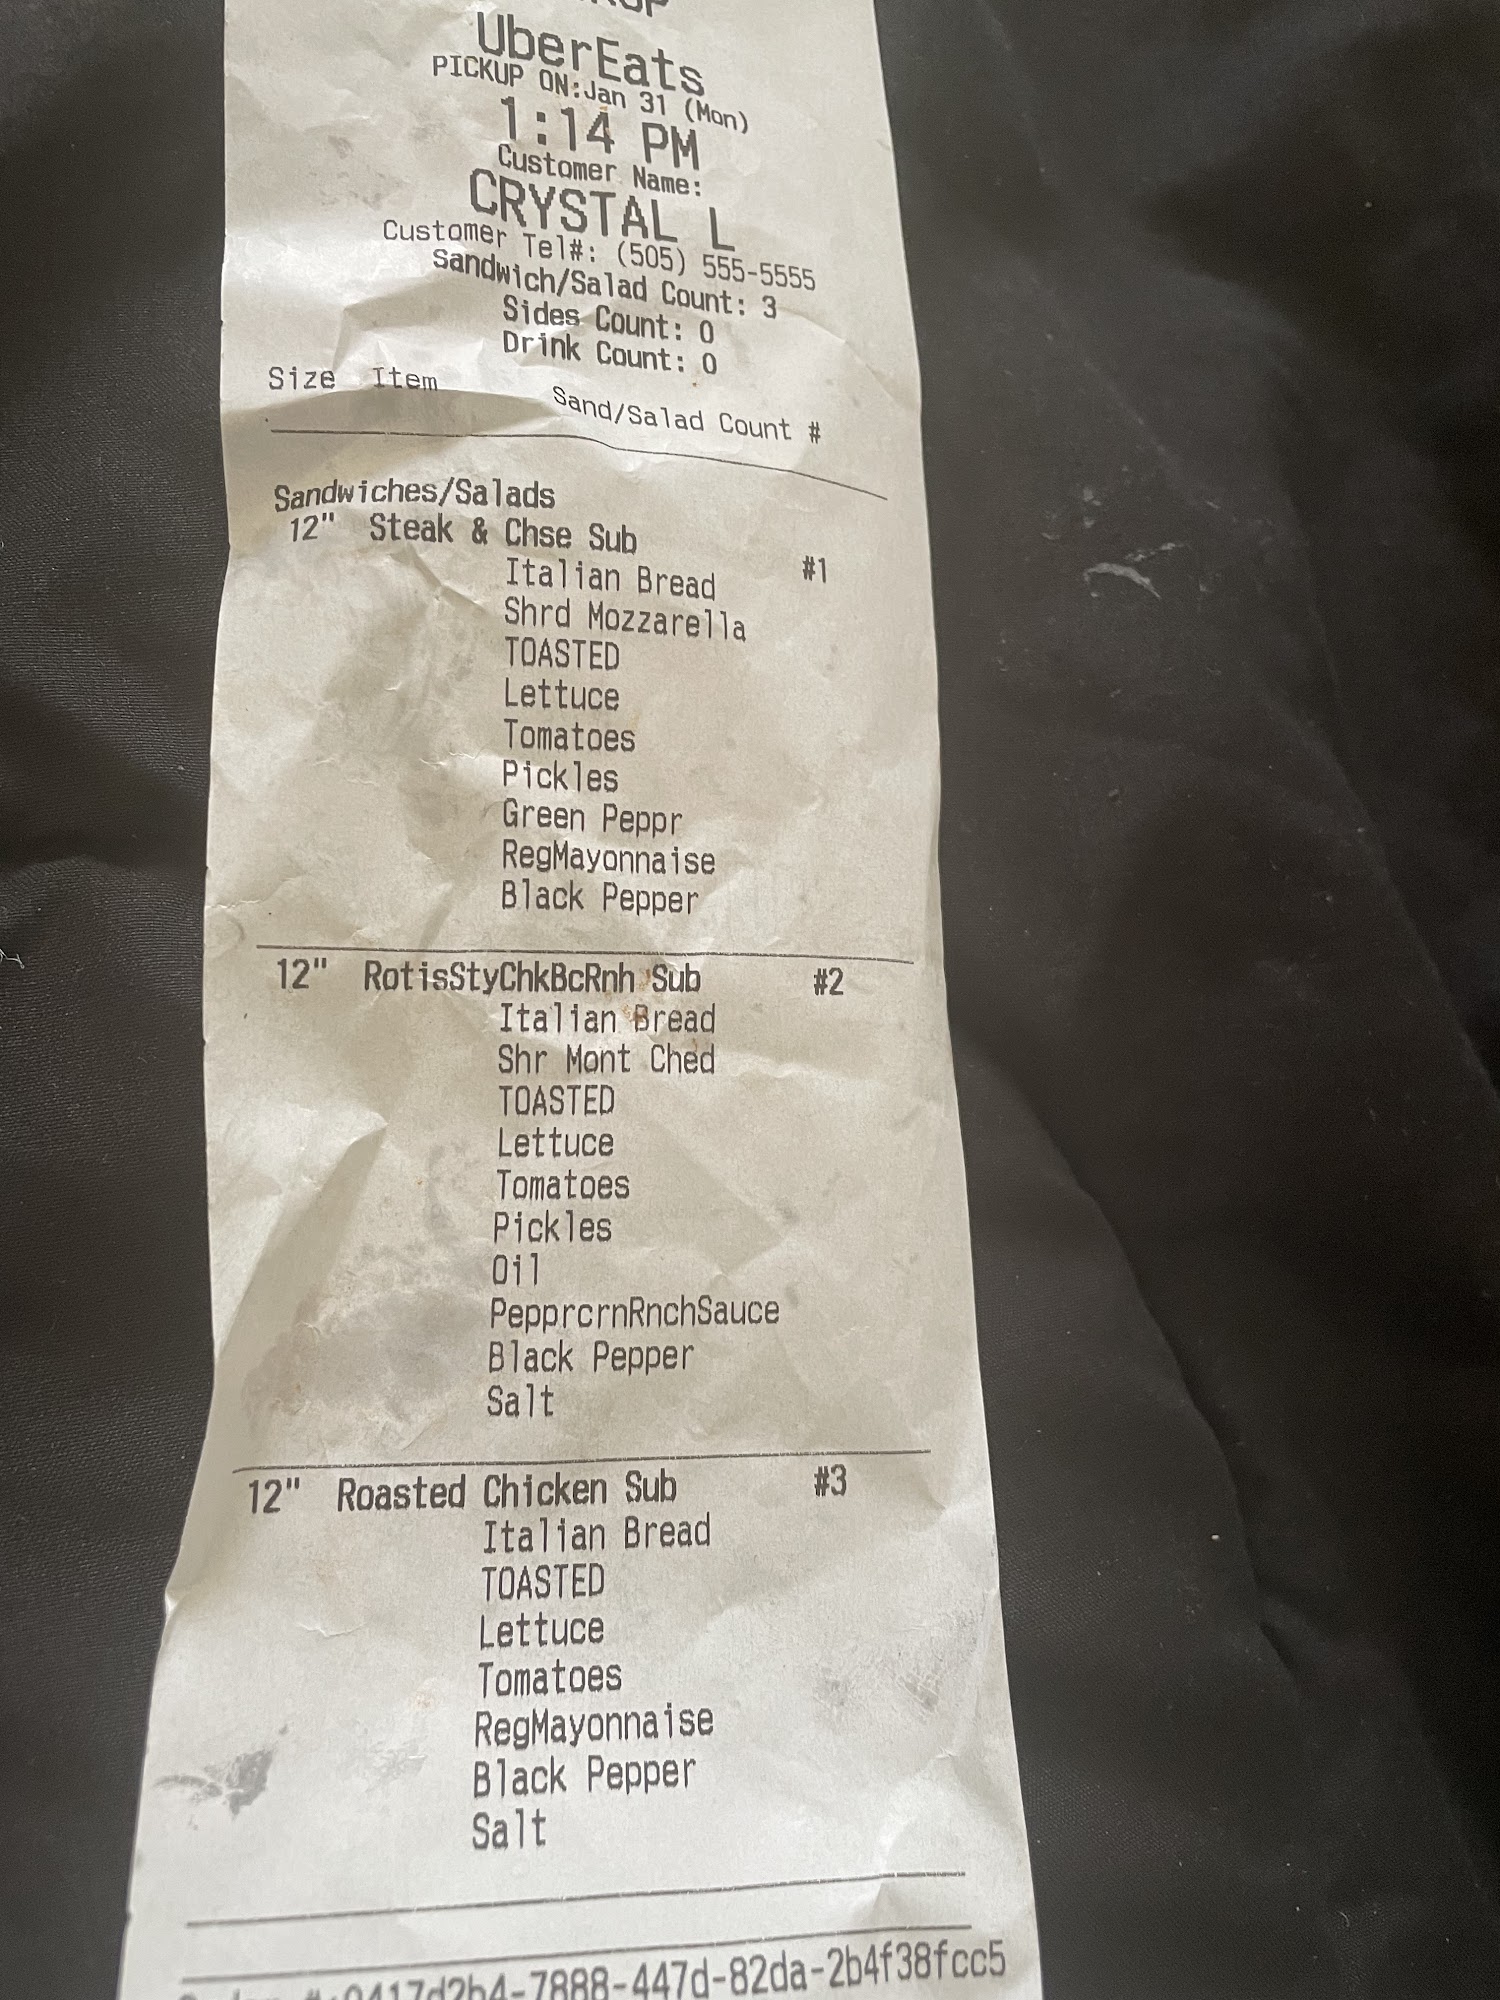 UberEats
PICKUP ON:Jan 31 (Mon)
1:14 PM
Customer Name:
CRYSTAL L
Customer Tel#: (505) 555-5555
Sandwich/Salad Count: 3
Sides Count: 0
Drink Count: 0
Size Item Sand/Salad Count #
Sandwiches/Salads
12" Steak & Chse Sub #1
Italian Bread
Shrd Mozzarella
TOASTED
Lettuce
Tomatoes
Pickles
Green Peppr
RegMayonnaise
Black Pepper
12" RotisStyChkBcRnh Sub #2
Italian Bread
Shr Mont Ched
TOASTED
Lettuce
Tomatoes
Pickles
Oil
PepprcrnRnchSauce
Black Pepper
Salt
12" Roasted Chicken Sub #3
Italian Bread
TOASTED
Lettuce
Tomatoes
RegMayonnaise
Black Pepper
Salt
-7888-447d-82da-2b4f38fcc5